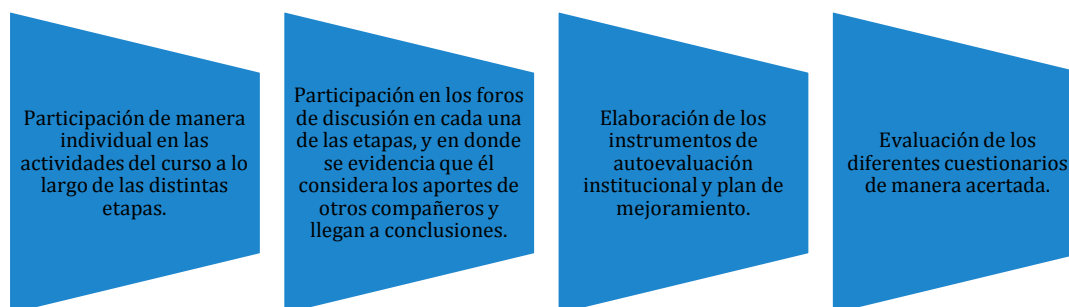 Participación de manera
individual en las
actividades del curso a lo
largo de las distintas
etapas.
Participación en los foros
de discusión en cada una
de las etapas, y en donde
se evidencia que él
considera los aportes de
otros compañeros y
llegan a conclusiones.
Elaboración de los
instrumentos de
autoevaluación
institucional y plan de
mejoramiento.
Evaluación de los
diferentes cuestionarios
de manera acertada.